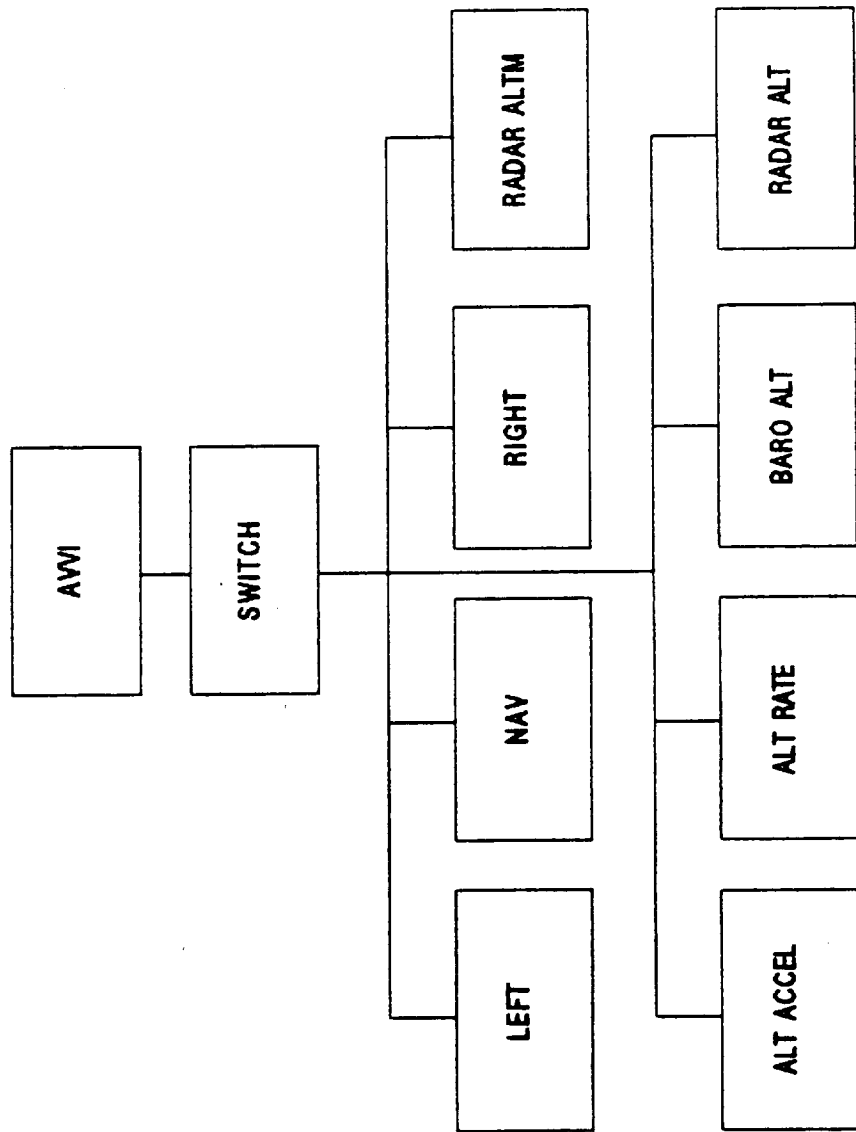 AVVI
SWITCH
LEFT
NAV
RIGHT
RADAR ALTM
ALT ACCEL
ALT RATE
BARO ALT
RADAR ALT